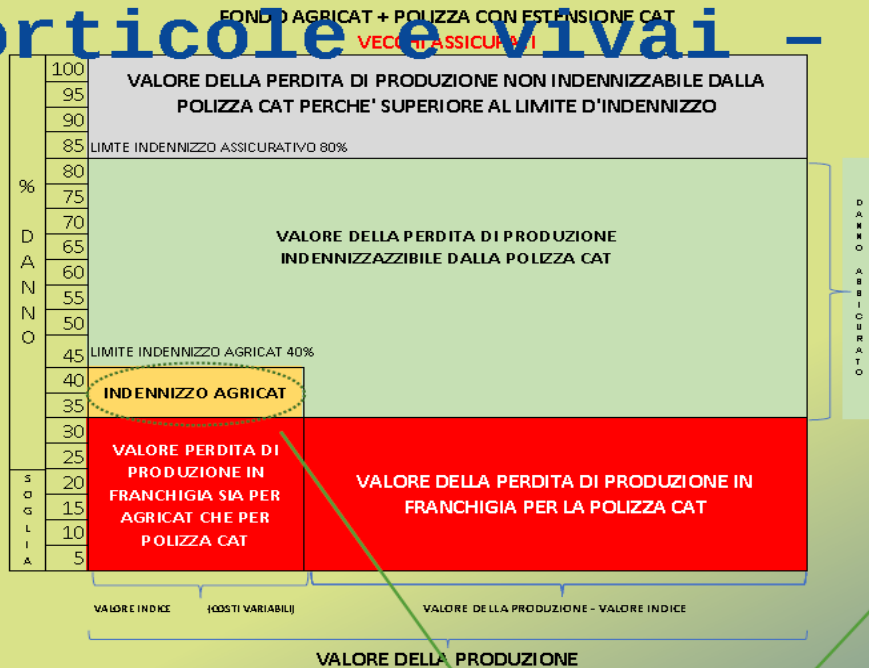 orticole e vivai –
FONDO AGRICAT + POLIZZA CON ESTENSIONE CAT
VECCHI ASSICURATI
100
95
90
85
80
75
70
65
60
55
50
45
40
35
30
25
20
15
10
5
% DANNO
SOGLIA
VALORE DELLA PERDITA DI PRODUZIONE NON INDENNIZZABILE DALLA
POLIZZA CAT PERCHE' SUPERIORE AL LIMITE D'INDENNIZZO
LIMTE INDENNIZZO ASSICURATIVO 80%
VALORE DELLA PERDITA DI PRODUZIONE
INDENNIZZAZZIBILE DALLA POLIZZA CAT
DANNO ASSICURATO
LIMITE INDENNIZZO AGRICAT 40%
INDENNIZZO AGRICAT
VALORE PERDITA DI
PRODUZIONE IN
FRANCHIGIA SIA PER
AGRICAT CHE PER
POLIZZA CAT
VALORE DELLA PERDITA DI PRODUZIONE IN
FRANCHIGIA PER LA POLIZZA CAT
VALORE INDICE (COSTI VARIABILI)
VALORE DELLA PRODUZIONE - VALORE INDICE
VALORE DELLA PRODUZIONE